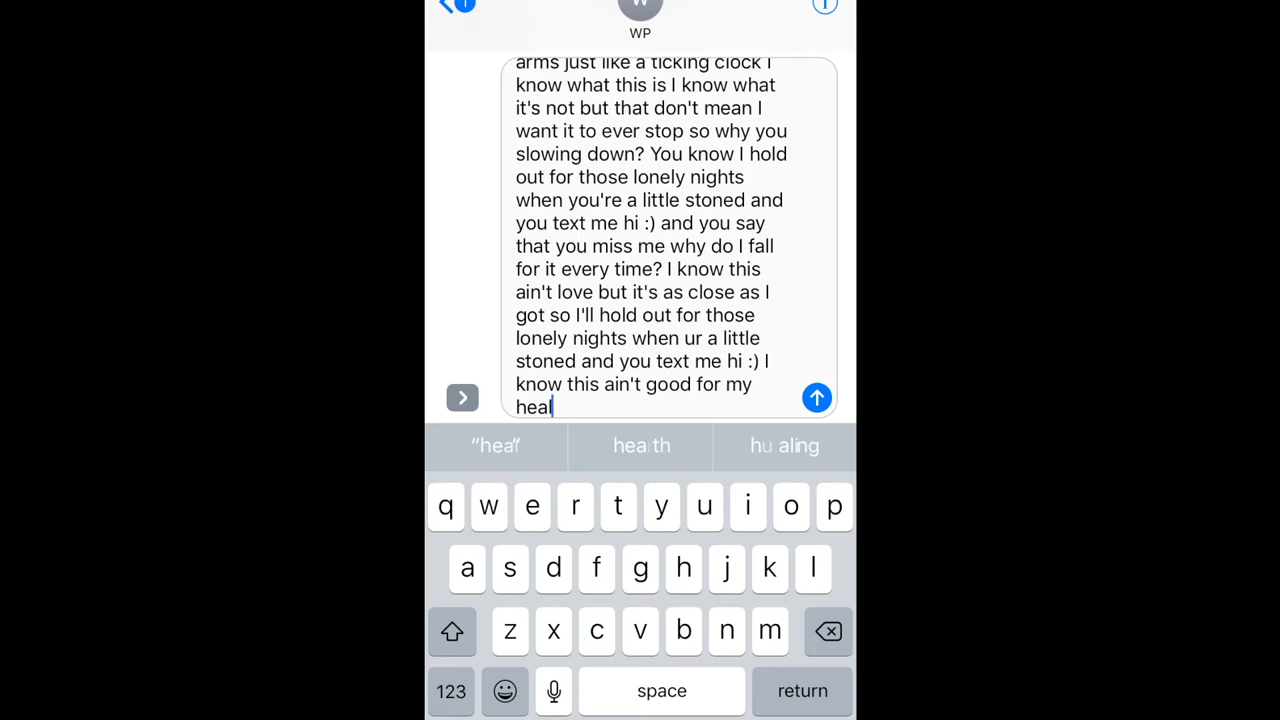 W
WP
arms just like a ticking clock I
know what this is I know what
it's not but that don't mean I
want it to ever stop so why you
slowing down? You know I hold
out for those lonely nights
when you're a little stoned and
you text me hi :) and you say
that you miss me why do I fall
for it every time? I know this
ain't love but it's as close as I
got so I'll hold out for those
lonely nights when ur a little
stoned and you text me hi :) I
know this ain't good for my
heal
q w e r t y u i o p
a s d f g h j k l
z x c v b n m
123 space return